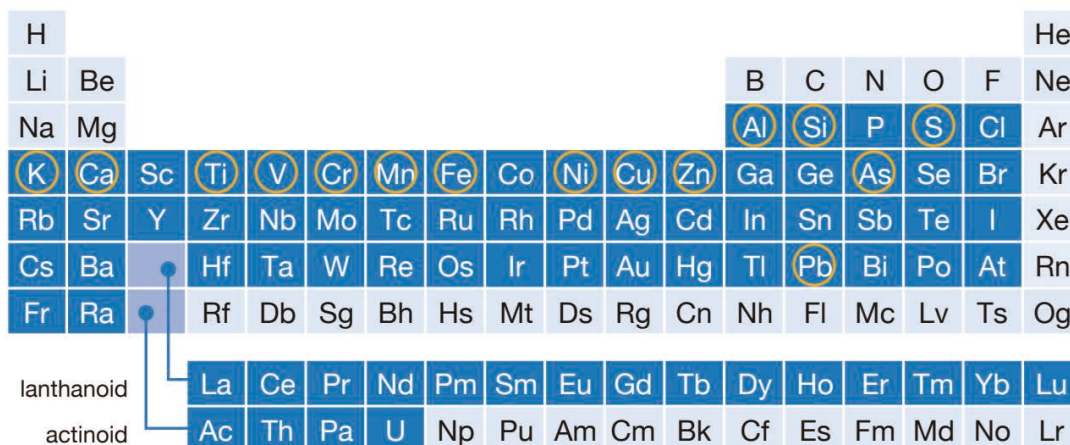 H He
Li Be B C N O F Ne
Na Mg Al Si P S Cl Ar
K Ca Sc Ti V Cr Mn Fe Co Ni Cu Zn Ga Ge As Se Br Kr
Rb Sr Y Zr Nb Mo Tc Ru Rh Pd Ag Cd In Sn Sb Te I Xe
Cs Ba Hf Ta W Re Os Ir Pt Au Hg Tl Pb Bi Po At Rn
Fr Ra Rf Db Sg Bh Hs Mt Ds Rg Cn Nh Fl Mc Lv Ts Og
lanthanoid La Ce Pr Nd Pm Sm Eu Gd Tb Dy Ho Er Tm Yb Lu
actinoid Ac Th Pa U Np Pu Am Cm Bk Cf Es Fm Md No Lr